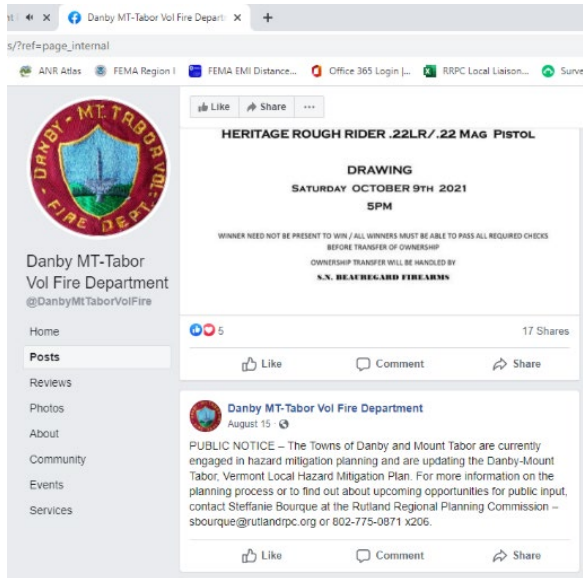 Danby MT-Tabor Vol Fire Depart
s/?ref=page_internal
ANR Atlas FEMA Region I FEMA EMI Distance... Office 365 Login |... RRPC Local Liaison... Surve
Like Share ...
DANBY - MT. TABOR VOL.
FIRE DEPT.
HERITAGE ROUGH RIDER .22LR/.22 MAG PISTOL
DRAWING
SATURDAY OCTOBER 9TH 2021
5PM
WINNER NEED NOT BE PRESENT TO WIN / ALL WINNERS MUST BE ABLE TO PASS ALL REQUIRED CHECKS
BEFORE TRANSFER OF OWNERSHIP
OWNERSHIP TRANSFER WILL BE HANDLED BY
S.N. BEAUREGARD FIREARMS
Danby MT-Tabor
Vol Fire Department
@DanbyMtTaborVolFire
Home
Posts
Reviews
Photos
About
Community
Events
Services
5 17 Shares
Like Comment Share
Danby MT-Tabor Vol Fire Department
August 15 ·
PUBLIC NOTICE – The Towns of Danby and Mount Tabor are currently
engaged in hazard mitigation planning and are updating the Danby-Mount
Tabor, Vermont Local Hazard Mitigation Plan. For more information on the
planning process or to find out about upcoming opportunities for public input,
contact Steffanie Bourque at the Rutland Regional Planning Commission –
sbourque@rutlandrpc.org or 802-775-0871 x206.
Like Comment Share